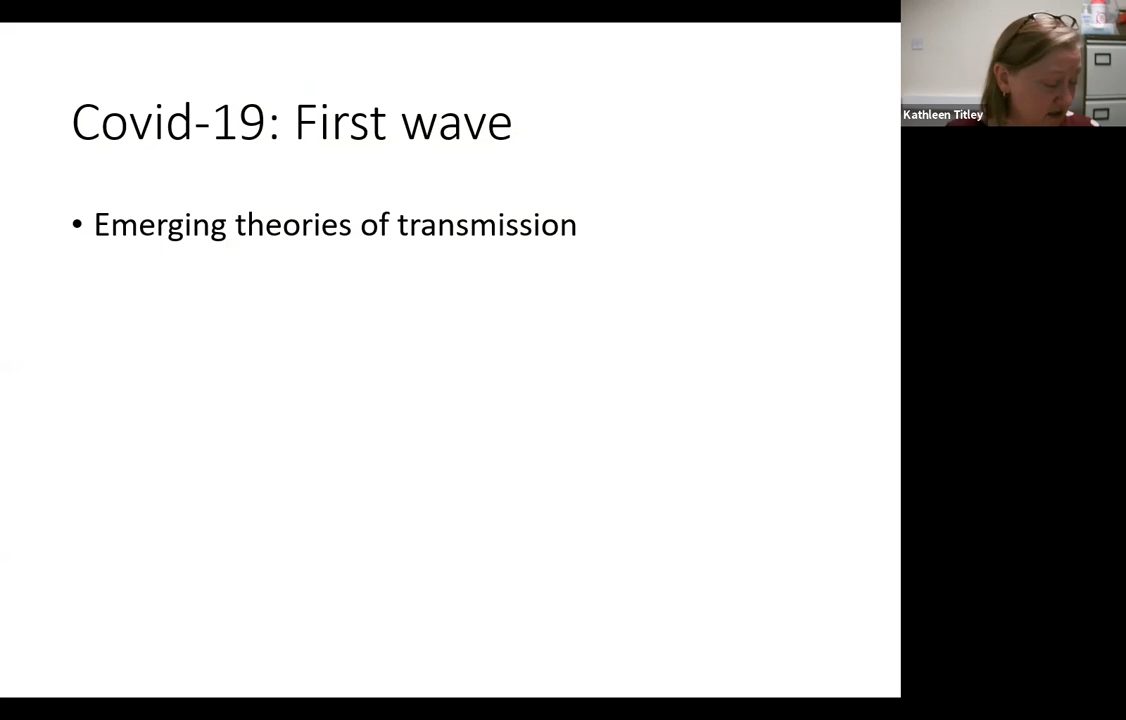 Covid-19: First wave
• Emerging theories of transmission
Kathleen Titley